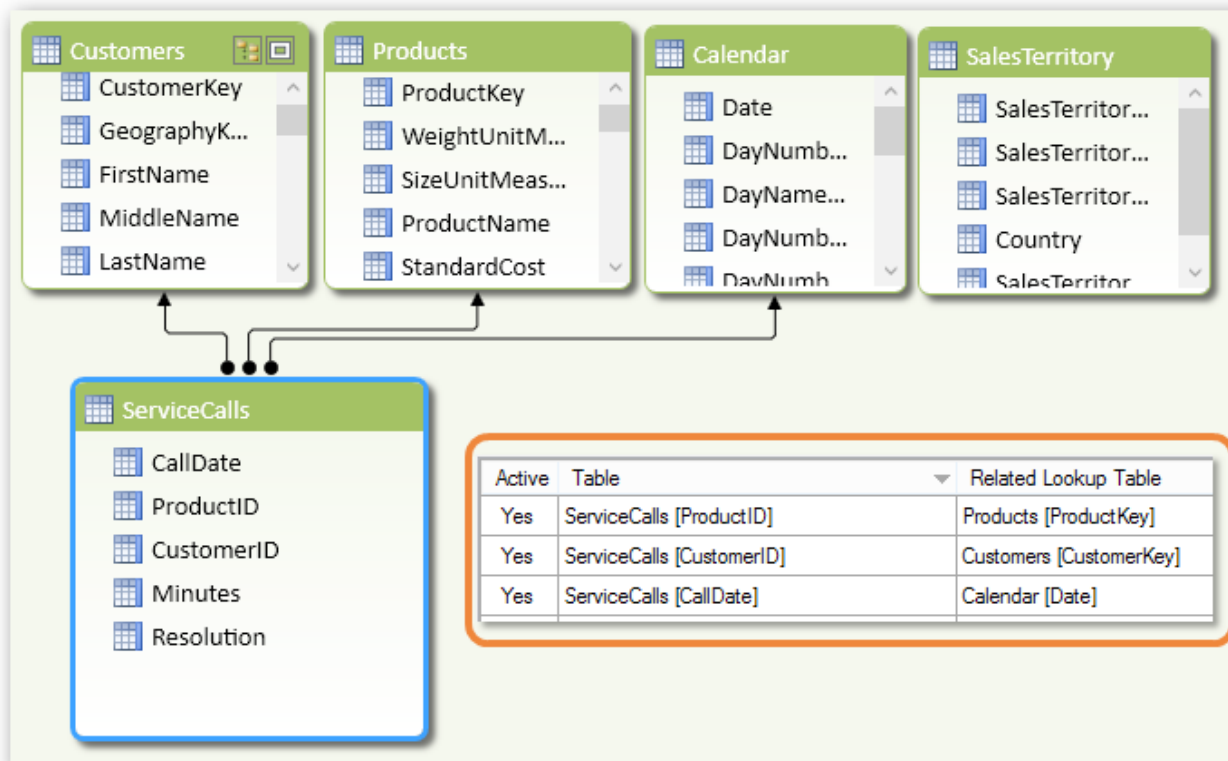 Customers
CustomerKey
GeographyK...
FirstName
MiddleName
LastName
Products
ProductKey
WeightUnitM...
SizeUnitMeas...
ProductName
StandardCost
Calendar
Date
DayNumb...
DayName...
DayNumb...
DayNumb
SalesTerritory
SalesTerritor...
SalesTerritor...
SalesTerritor...
Country
SalesTerritor
ServiceCalls
CallDate
ProductID
CustomerID
Minutes
Resolution
Active Table Related Lookup Table
Yes ServiceCalls [ProductID] Products [ProductKey]
Yes ServiceCalls [CustomerID] Customers [CustomerKey]
Yes ServiceCalls [CallDate] Calendar [Date]